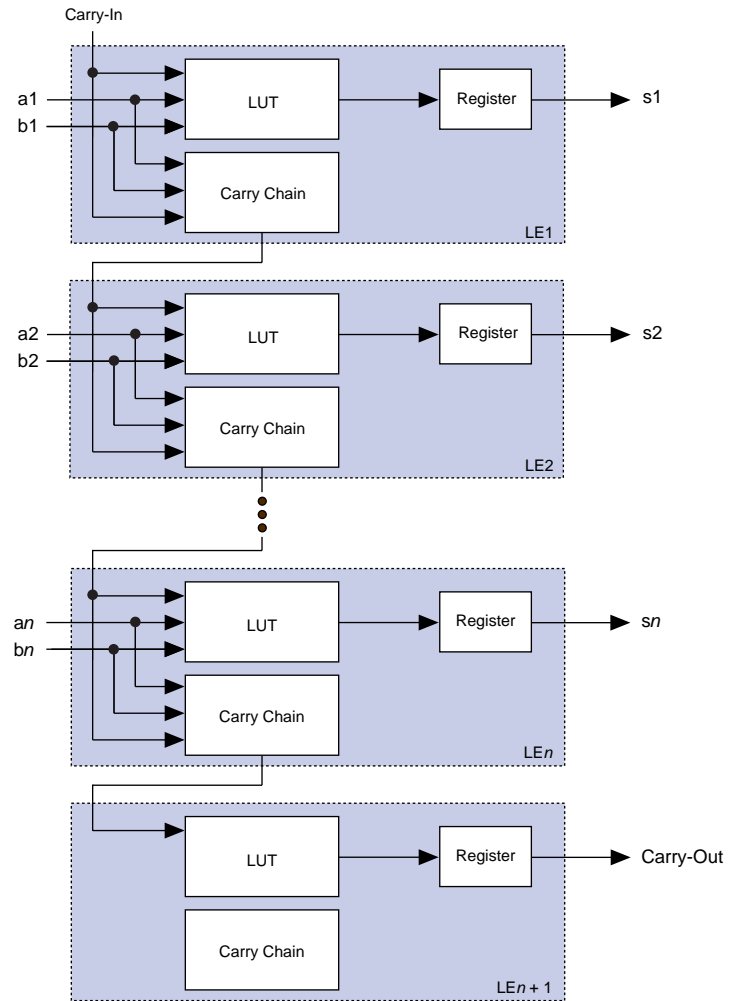 Carry-In
a1
b1
LUT
Register
s1
Carry Chain
LE1
a2
b2
LUT
Register
s2
Carry Chain
LE2
an
bn
LUT
Register
sn
Carry Chain
LEn
LUT
Register
Carry-Out
Carry Chain
LEn + 1